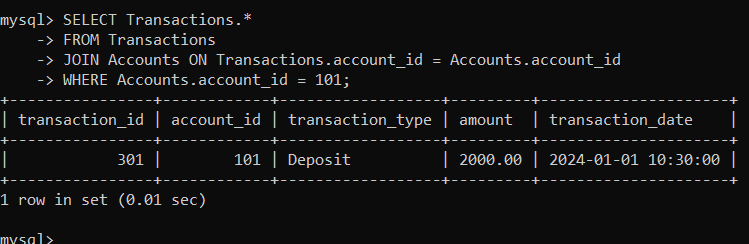 mysql> SELECT Transactions.*
    -> FROM Transactions
    -> JOIN Accounts ON Transactions.account_id = Accounts.account_id
    -> WHERE Accounts.account_id = 101;
+----------------+------------+------------------+---------+---------------------+
| transaction_id | account_id | transaction_type | amount  | transaction_date    |
+----------------+------------+------------------+---------+---------------------+
|            301 |        101 | Deposit          | 2000.00 | 2024-01-01 10:30:00 |
+----------------+------------+------------------+---------+---------------------+
1 row in set (0.01 sec)

mysql>